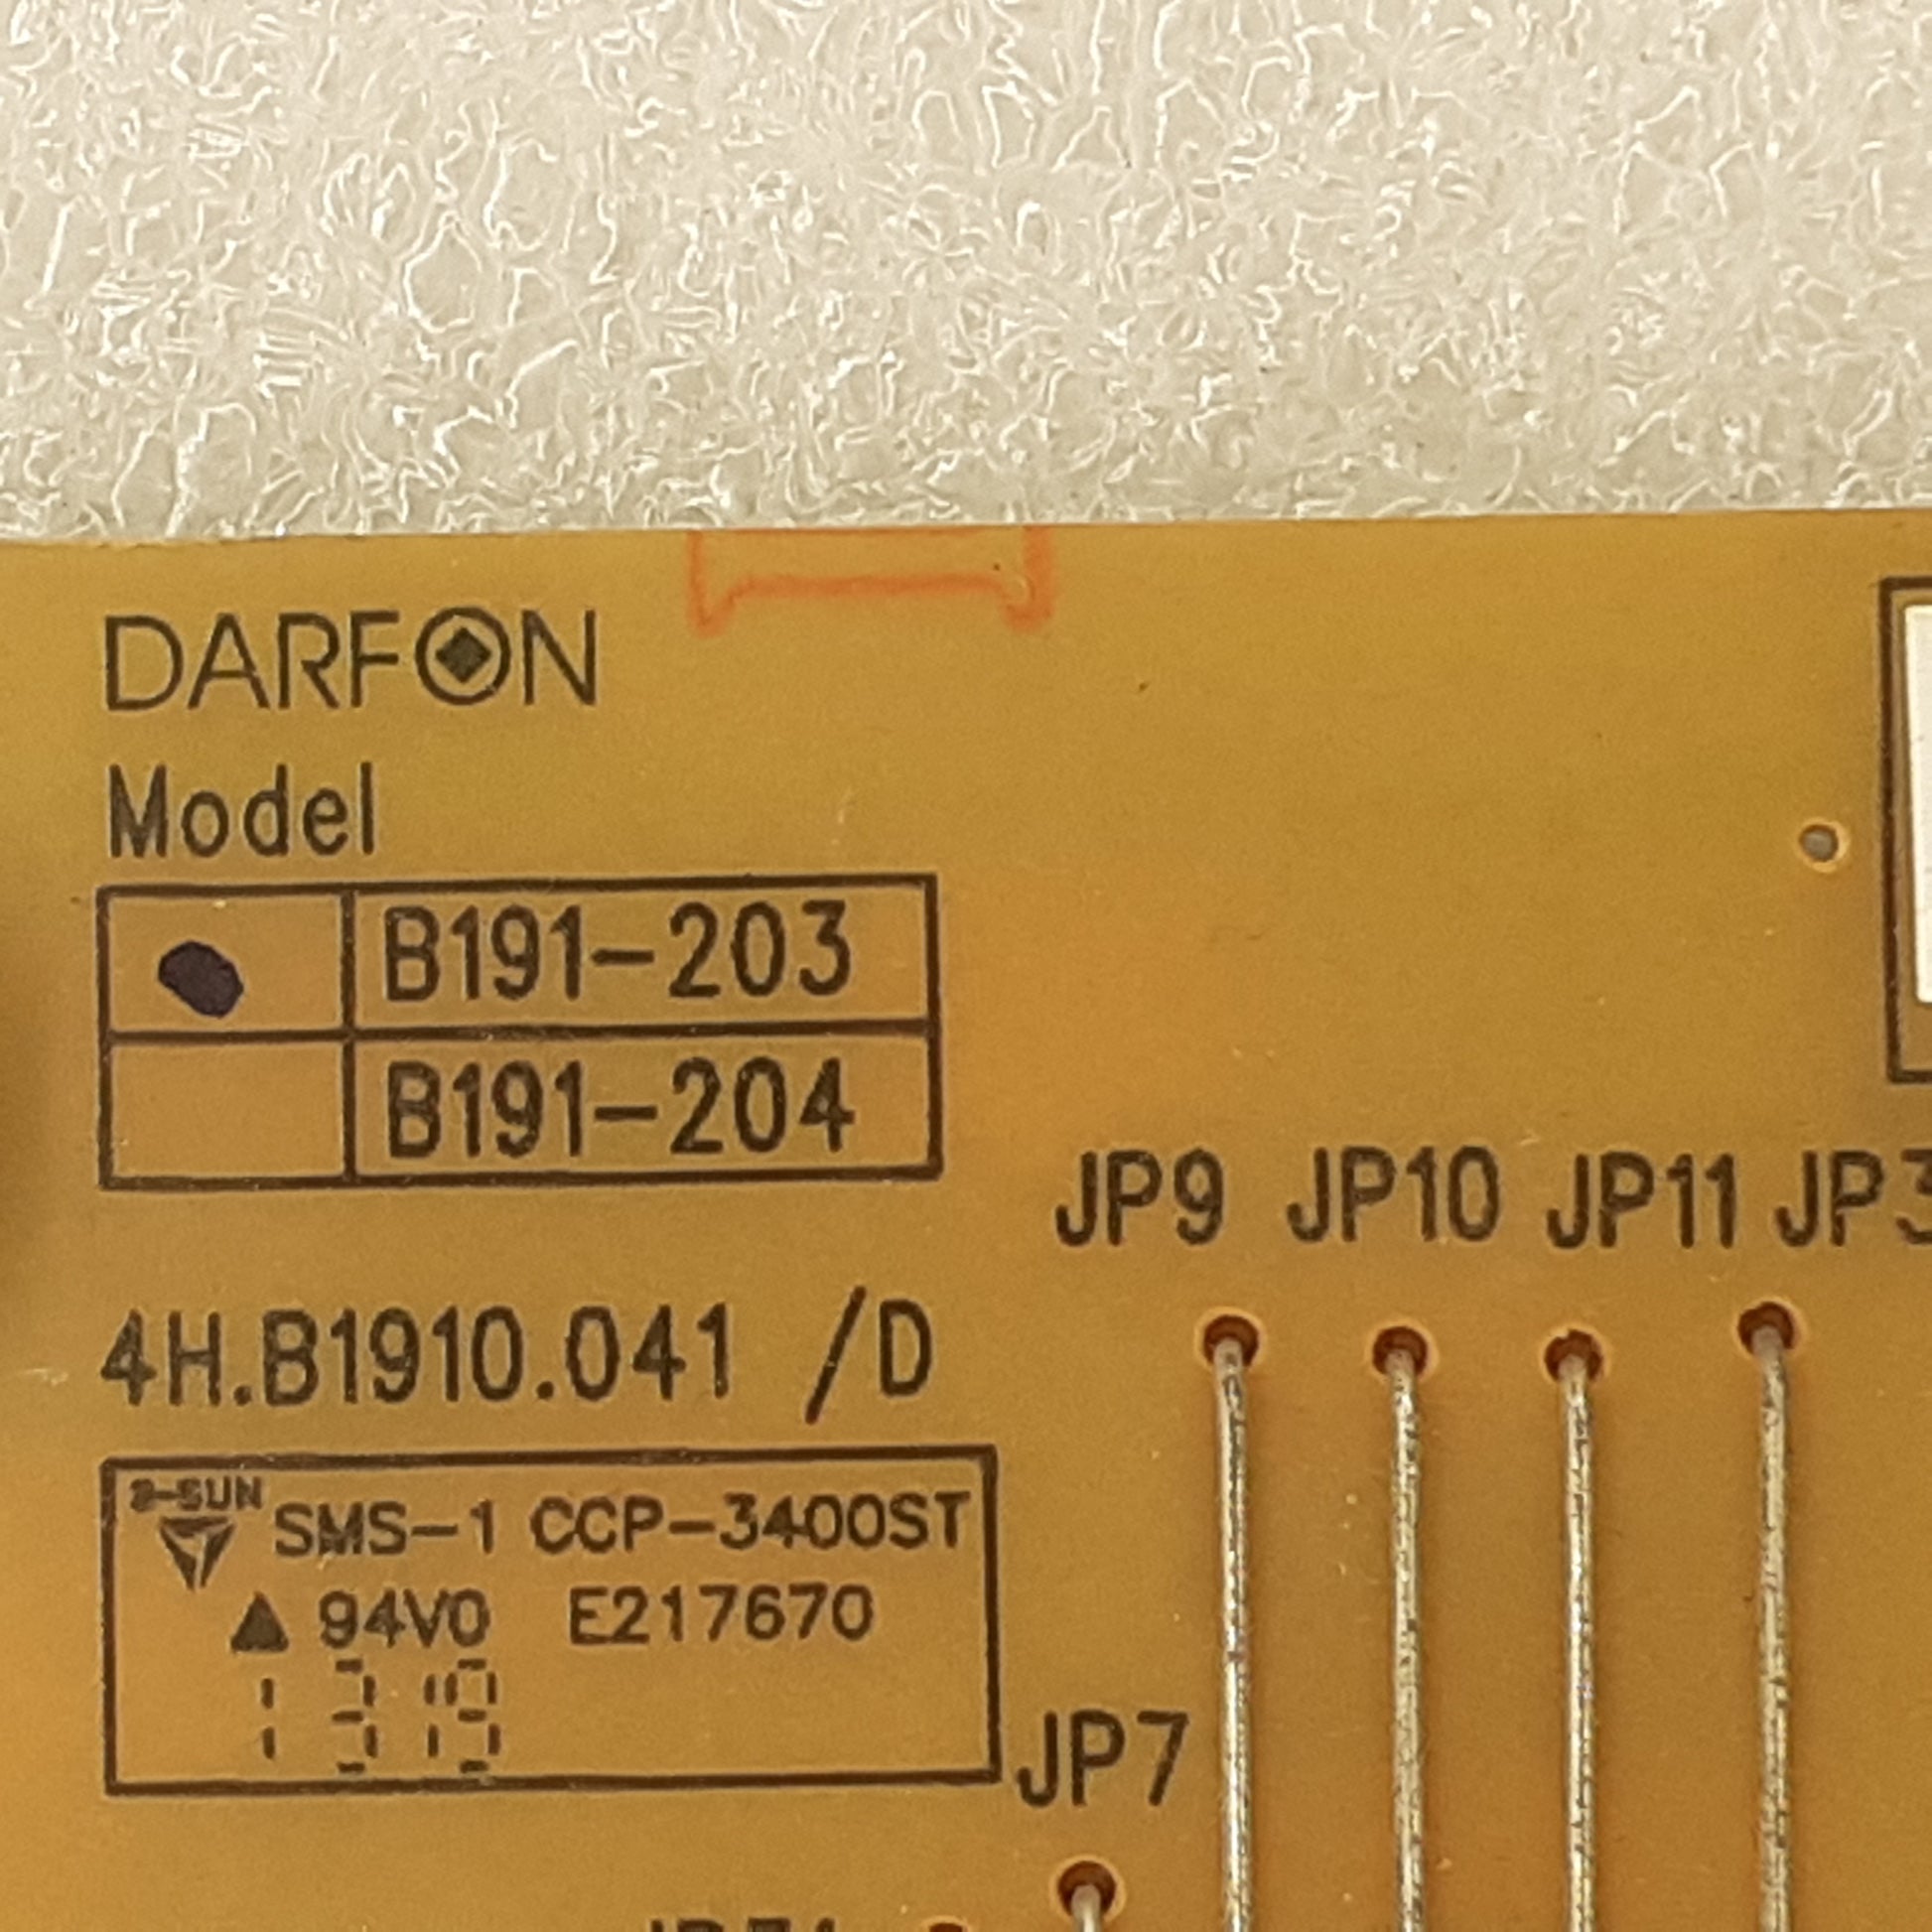 DARFON
Model
B191-203
B191-204
4H.B1910.041 /D
JP9 JP10 JP11 JP3
SMS-1 CCP-3400ST
▲ 94V0 E217670
1319
JP7